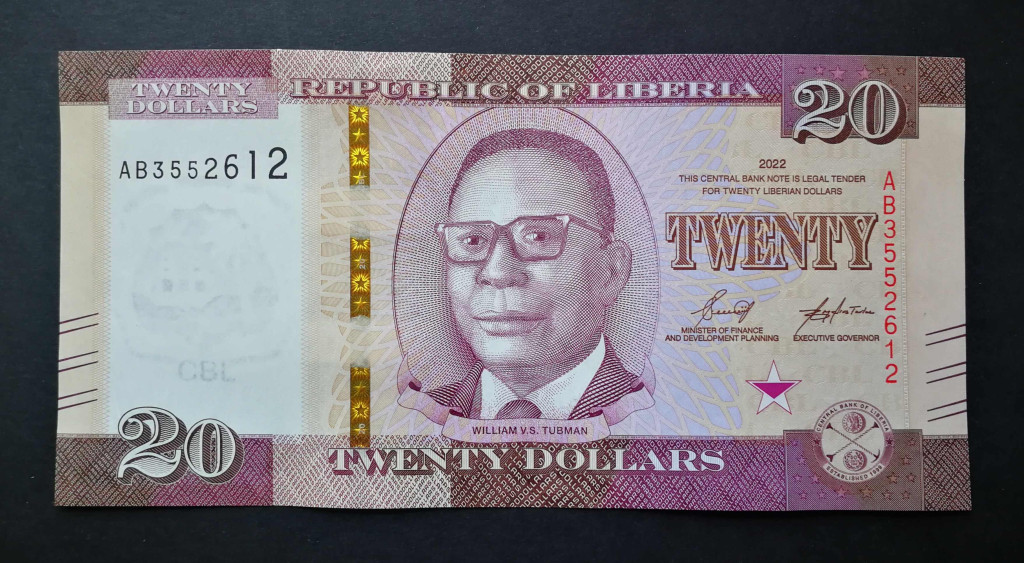 TWENTY
DOLLARS
REPUBLIC OF LIBERIA
20
AB3552612
2022
THIS CENTRAL BANK NOTE IS LEGAL TENDER
FOR TWENTY LIBERIAN DOLLARS
TWENTY
AB3552612
MINISTER OF FINANCE
AND DEVELOPMENT PLANNING
EXECUTIVE GOVERNOR
CBL
WILLIAM V.S. TUBMAN
20
TWENTY DOLLARS
CENTRAL BANK OF LIBERIA
ESTABLISHED 1999